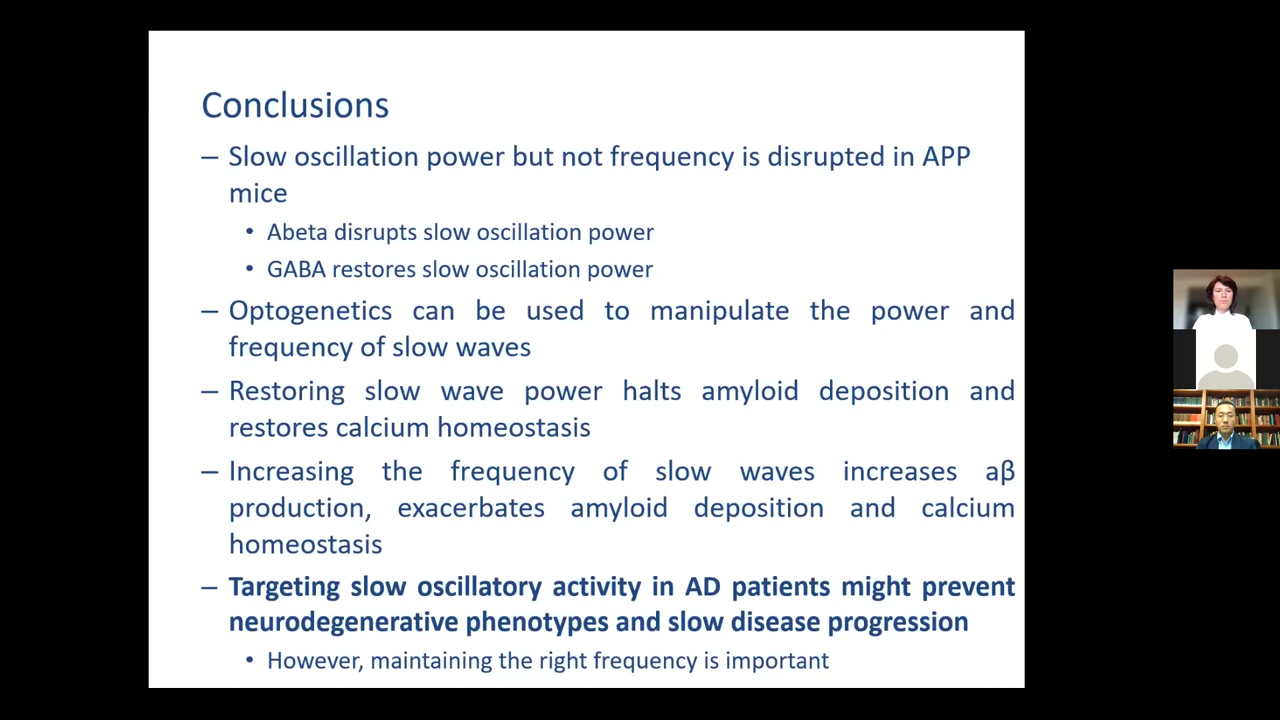 Conclusions
– Slow oscillation power but not frequency is disrupted in APP
mice
• Abeta disrupts slow oscillation power
• GABA restores slow oscillation power
– Optogenetics can be used to manipulate the power and
frequency of slow waves
– Restoring slow wave power halts amyloid deposition and
restores calcium homeostasis
– Increasing the frequency of slow waves increases aβ
production, exacerbates amyloid deposition and calcium
homeostasis
– Targeting slow oscillatory activity in AD patients might prevent
neurodegenerative phenotypes and slow disease progression
• However, maintaining the right frequency is important